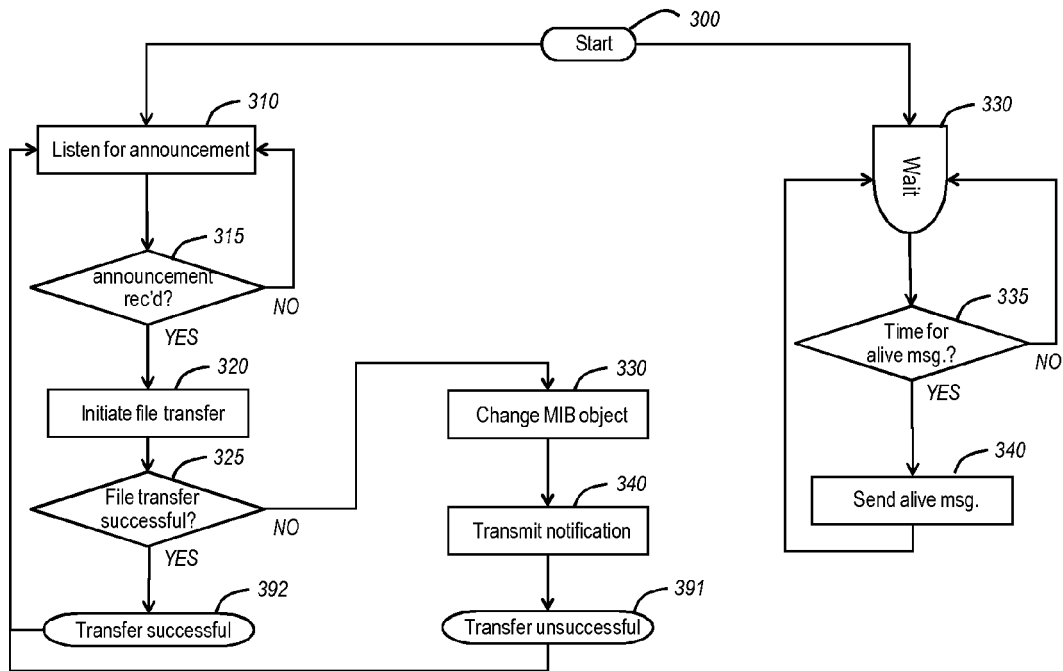 300
Start
310
Listen for announcement
330
Wait
315
announcement
rec'd?
NO
YES
335
Time for
alive msg.?
NO
YES
320
Initiate file transfer
330
Change MIB object
325
File transfer
successful?
NO
YES
340
Transmit notification
340
Send alive msg.
392
Transfer successful
391
Transfer unsuccessful